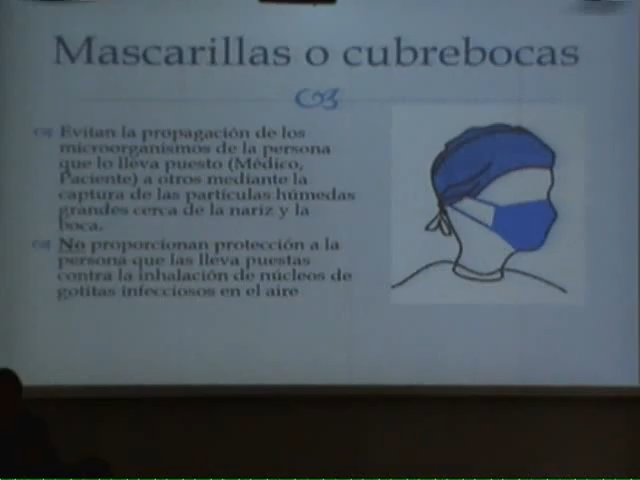 Mascarillas o cubrebocas
Evitan la propagación de los
microorganismos de la persona
que lo lleva puesto (Médico,
Paciente) a otros mediante la
captura de las partículas húmedas
grandes cerca de la nariz y la
boca.
No proporcionan protección a la
persona que las lleva puestas
contra la inhalación de núcleos de
gotitas infecciosos en el aire